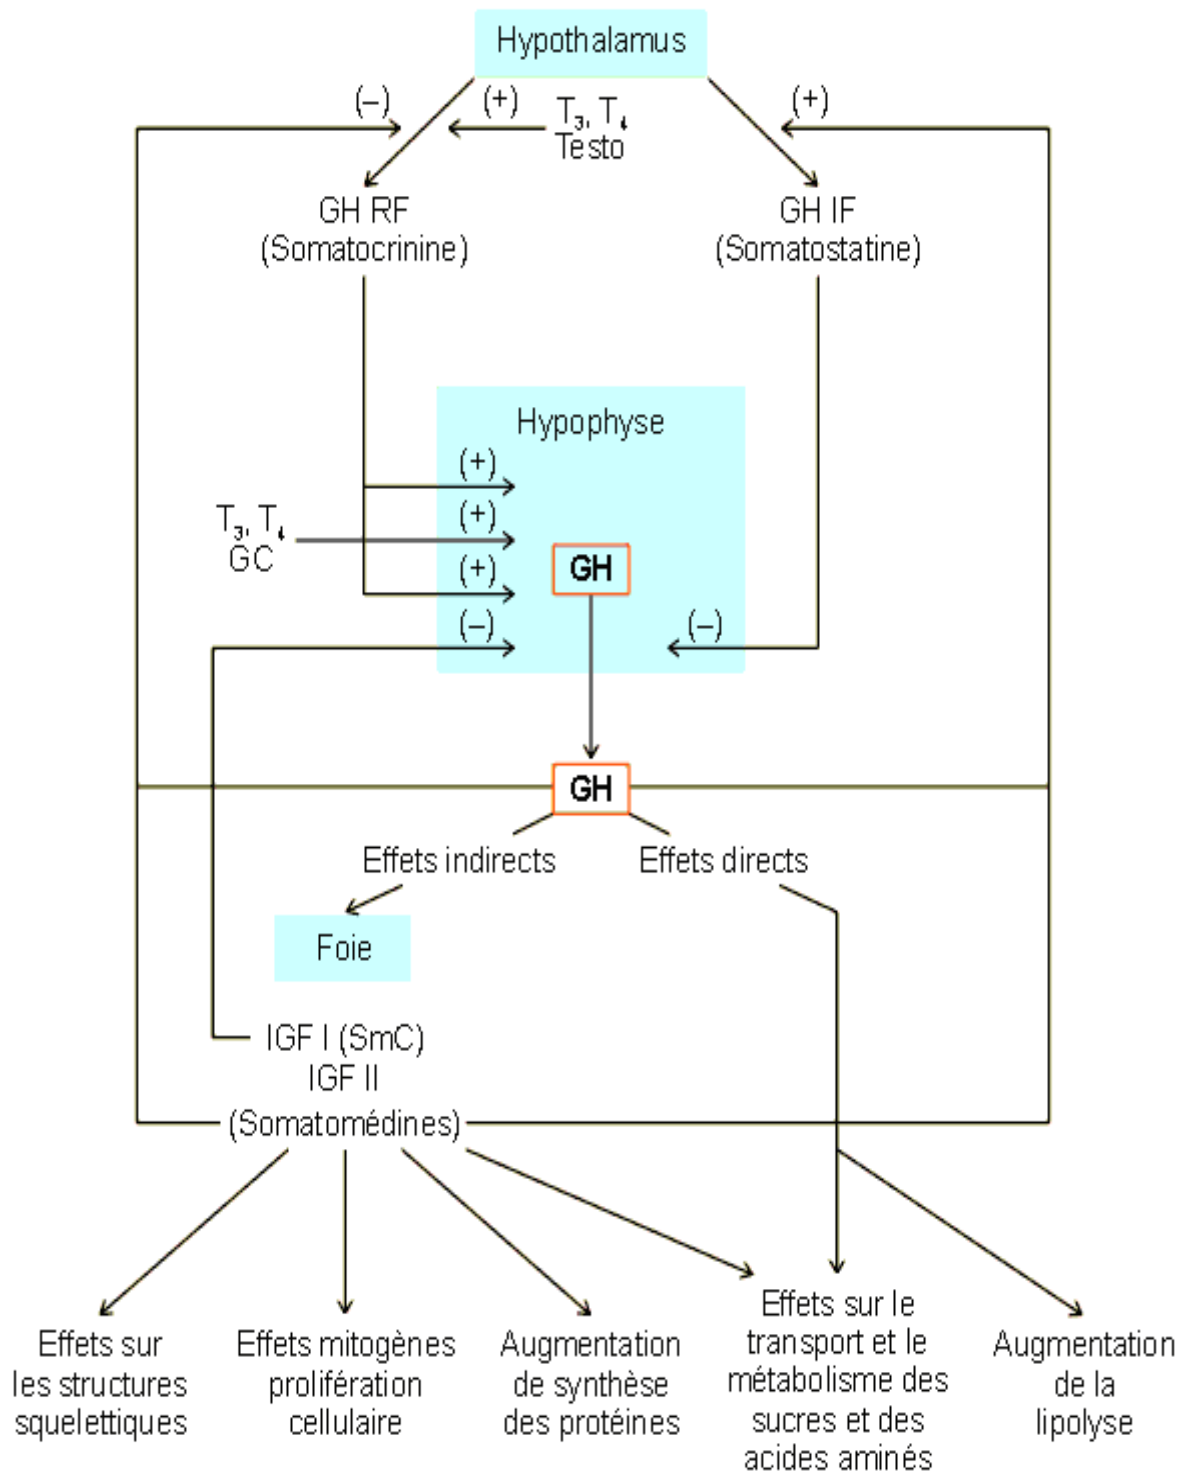 Hypothalamus
(–)
(+)
T3, T4
Testo
(+)
GH RF
(Somatocrinine)
GH IF
(Somatostatine)
Hypophyse
(+)
T3, T4
GC
(+)
(+)
GH
(–)
(–)
GH
Effets indirects
Effets directs
Foie
IGF I (SmC)
IGF II
(Somatomédines)
Effets sur
les structures
squelettiques
Effets mitogènes
prolifération
cellulaire
Augmentation
de synthèse
des protéines
Effets sur le
transport et le
métabolisme des
sucres et des
acides aminés
Augmentation
de la
lipolyse